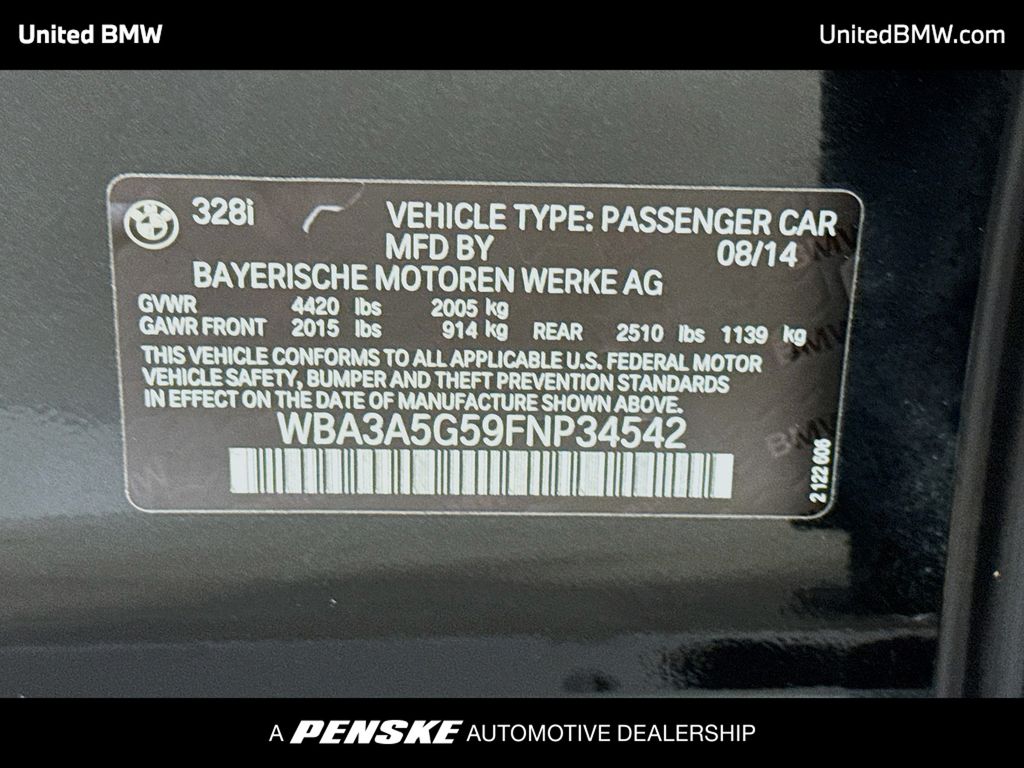 United BMW
UnitedBMW.com
328i
VEHICLE TYPE: PASSENGER CAR
MFD BY 08/14
BAYERISCHE MOTOREN WERKE AG
GVWR 4420 lbs 2005 kg
GAWR FRONT 2015 lbs 914 kg REAR 2510 lbs 1139 kg
THIS VEHICLE CONFORMS TO ALL APPLICABLE U.S. FEDERAL MOTOR
VEHICLE SAFETY, BUMPER AND THEFT PREVENTION STANDARDS
IN EFFECT ON THE DATE OF MANUFACTURE SHOWN ABOVE.
WBA3A5G59FNP34542
2 122 606
A PENSKE AUTOMOTIVE DEALERSHIP